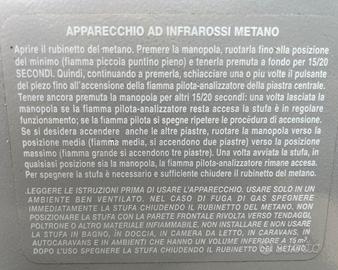 APPARECCHIO AD INFRAROSSI METANO
Aprire il rubinetto del metano. Premere la manopola, ruotarla fino alla posizione
del minimo (fiamma piccola puntino pieno) e tenerla premuta a fondo per 15/20
SECONDI. Quindi, continuando a premerla, schiacciare una o piu volte il pulsante
del piezo fino all'accensione della fiamma pilota-analizzatore della piastra centrale.
Tenere ancora premuta la manopola per altri 15/20 secondi: una volta lasciata la
manopola se la fiamma pilota-analizzatore resta accesa la stufa è in regolare
funzionamento; se la fiamma pilota si spegne ripetere le procedura di accensione.
Se si desidera accendere anche le altre piastre, ruotare la manopola verso la
posizione media (fiamma media, si accendono due piastre) verso la posizione
massimo (fiamma grande si accendono tre piastre). Una volta avviata la stufa, in
qualsiasi posizione sia la manopola, la fiamma pilota-analizzatore rimane accesa.
Per spegnere la stufa è necessario e sufficiente chiudere il rubinetto del metano.
LEGGERE LE ISTRUZIONI PRIMA DI USARE L'APPARECCHIO. USARE SOLO IN UN
AMBIENTE BEN VENTILATO. NEL CASO DI FUGA DI GAS SPEGNERE
IMMEDIATAMENTE LA STUFA CHIUDENDO IL RUBINETTO DEL METANO. NON
POSIZIONARE LA STUFA CON LA PARETE FRONTALE RIVOLTA VERSO TENDAGGI,
POLTRONE O ALTRO MATERIALE INFIAMMABILE. NON INSTALLARE E NON USARE
LA STUFA IN BAGNO, IN DOCCIA, IN CAMERA DA LETTO, IN CARAVANS, IN
AUTOCARAVANS E IN AMBIENTI CHE HANNO UN VOLUME INFERIORE A 15 m³.
DOPO L'USO SPEGNERE LA STUFA CHIUDENDO IL RUBINETTO DEL METANO.